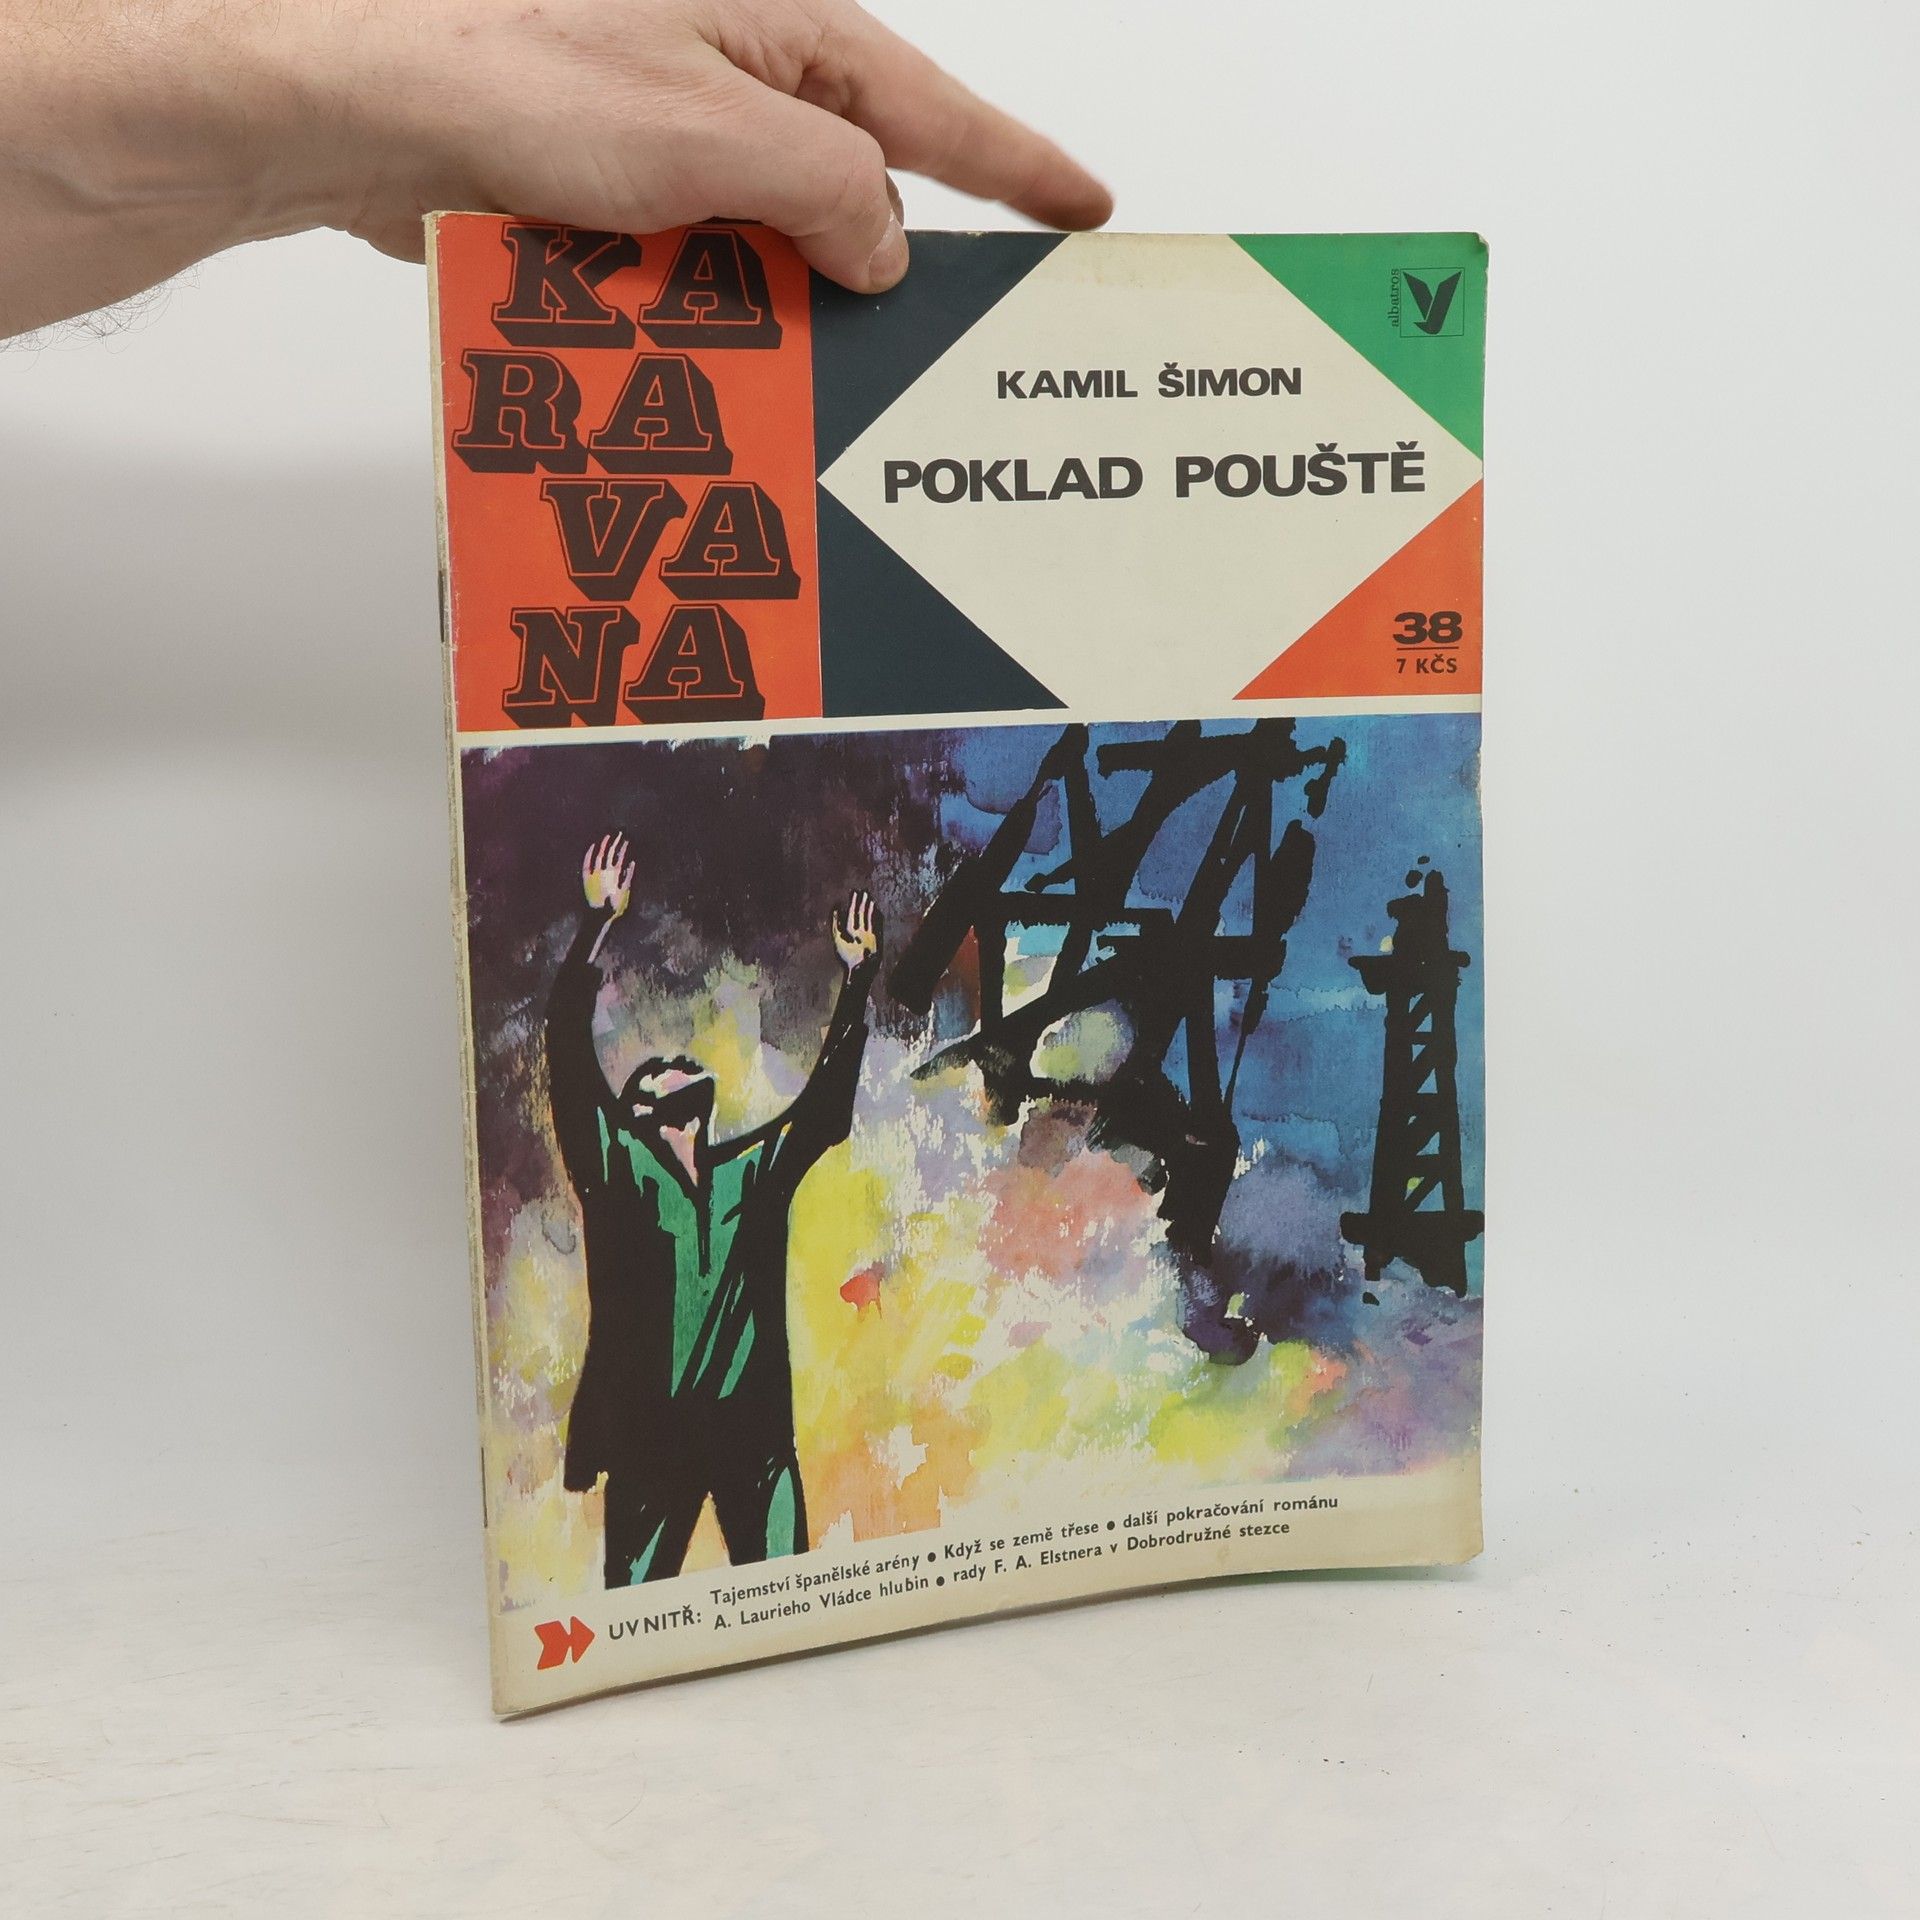 KA
RA
VA
NA
KAMIL ŠIMON
POKLAD POUŠTĚ
albatros
38
7 KČS
UVNITŘ: Tajemství španělské arény ● Když se země třese ● další pokračování románu
A. Laurieho Vládce hlubin ● rady F. A. Elstnera v Dobrodružné stezce